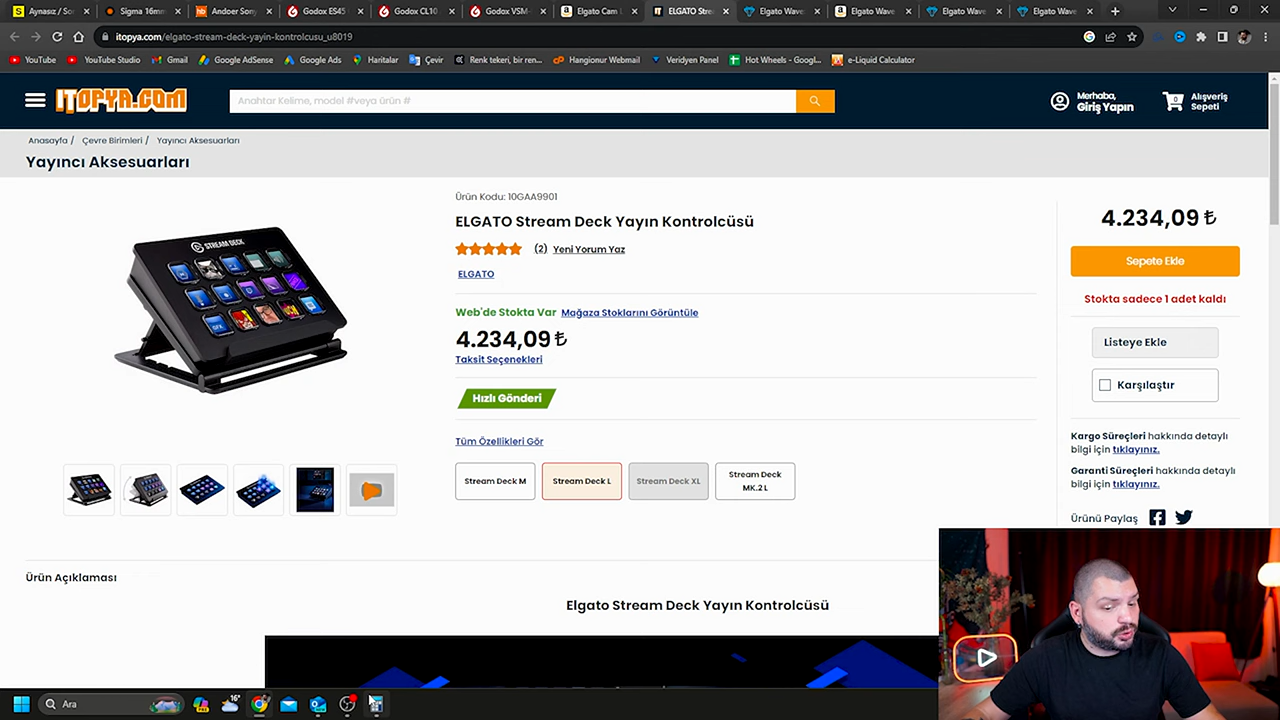 Aynasız / So
Sigma 16mm
Andoer Sony
Godox ES45
Godox CL10
Godox VSM-
Elgato Cam L
ELGATO Stre
Elgato Wave
Elgato Wave
Elgato Wave
Elgato Wave
itopya.com/elgato-stream-deck-yayin-kontrolcusu_u8019
YouTube
YouTube Studio
Gmail
Google AdSense
Google Ads
Haritalar
Çevir
Renk tekeri, bir ren...
Hangionur Webmail
Veridyen Panel
Hot Wheels - Googl...
e-Liquid Calculator
ITOPYA.COM
Anahtar Kelime, model #veya ürün #
Merhaba,
Giriş Yapın
0
Alışveriş
Sepeti
Anasayfa / Çevre Birimleri / Yayıncı Aksesuarları
Yayıncı Aksesuarları
STREAM DECK
Ürün Kodu: 10GAA9901
ELGATO Stream Deck Yayın Kontrolcüsü
(2) Yeni Yorum Yaz
ELGATO
Web'de Stokta Var Mağaza Stoklarını Görüntüle
4.234,09 ₺
Taksit Seçenekleri
Hızlı Gönderi
Tüm Özellikleri Gör
Stream Deck M
Stream Deck L
Stream Deck XL
Stream Deck
MK.2 L
4.234,09 ₺
Sepete Ekle
Stokta sadece 1 adet kaldı
Listeye Ekle
Karşılaştır
Kargo Süreçleri hakkında detaylı
bilgi için tıklayınız.
Garanti Süreçleri hakkında detaylı
bilgi için tıklayınız.
Ürünü Paylaş
Ürün Açıklaması
Elgato Stream Deck Yayın Kontrolcüsü
Ara
16°